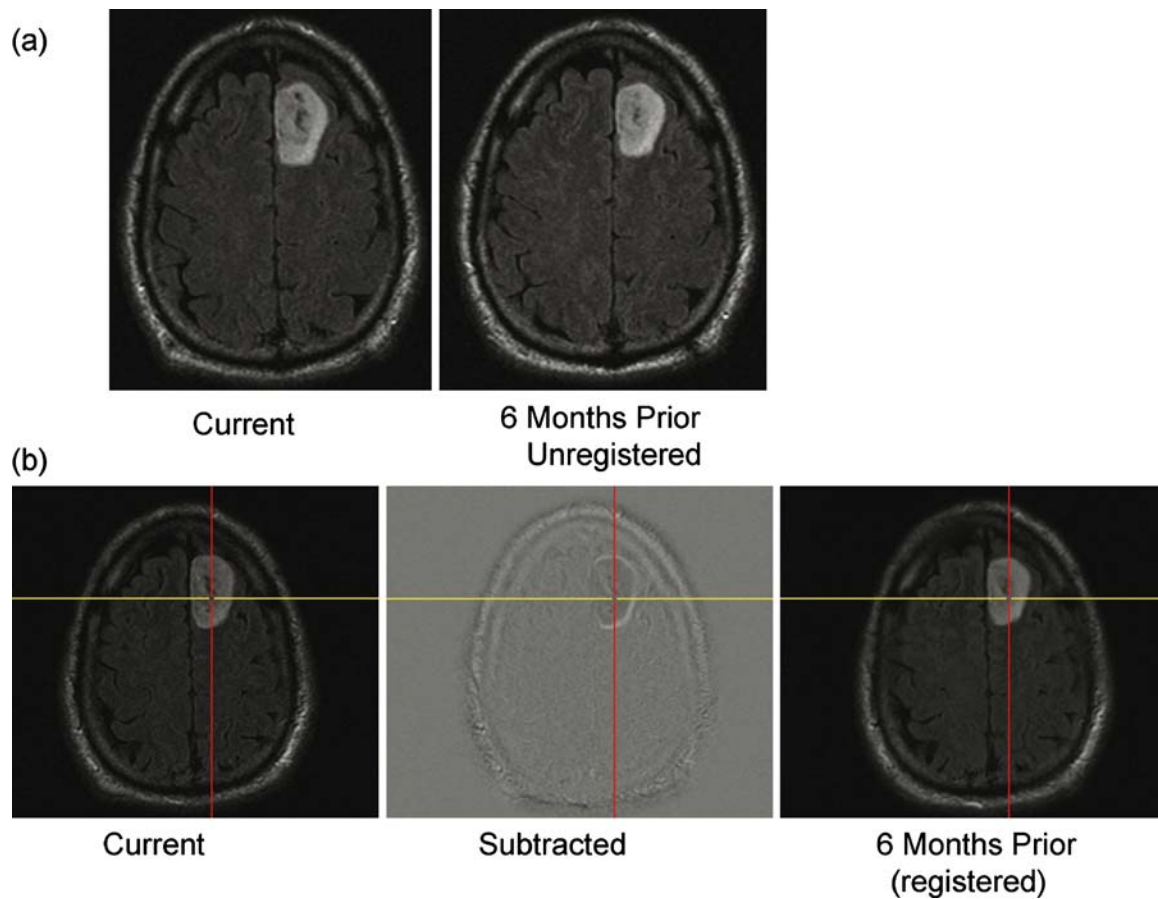 (a)
Current
6 Months Prior
Unregistered
(b)
Current
Subtracted
6 Months Prior
(registered)